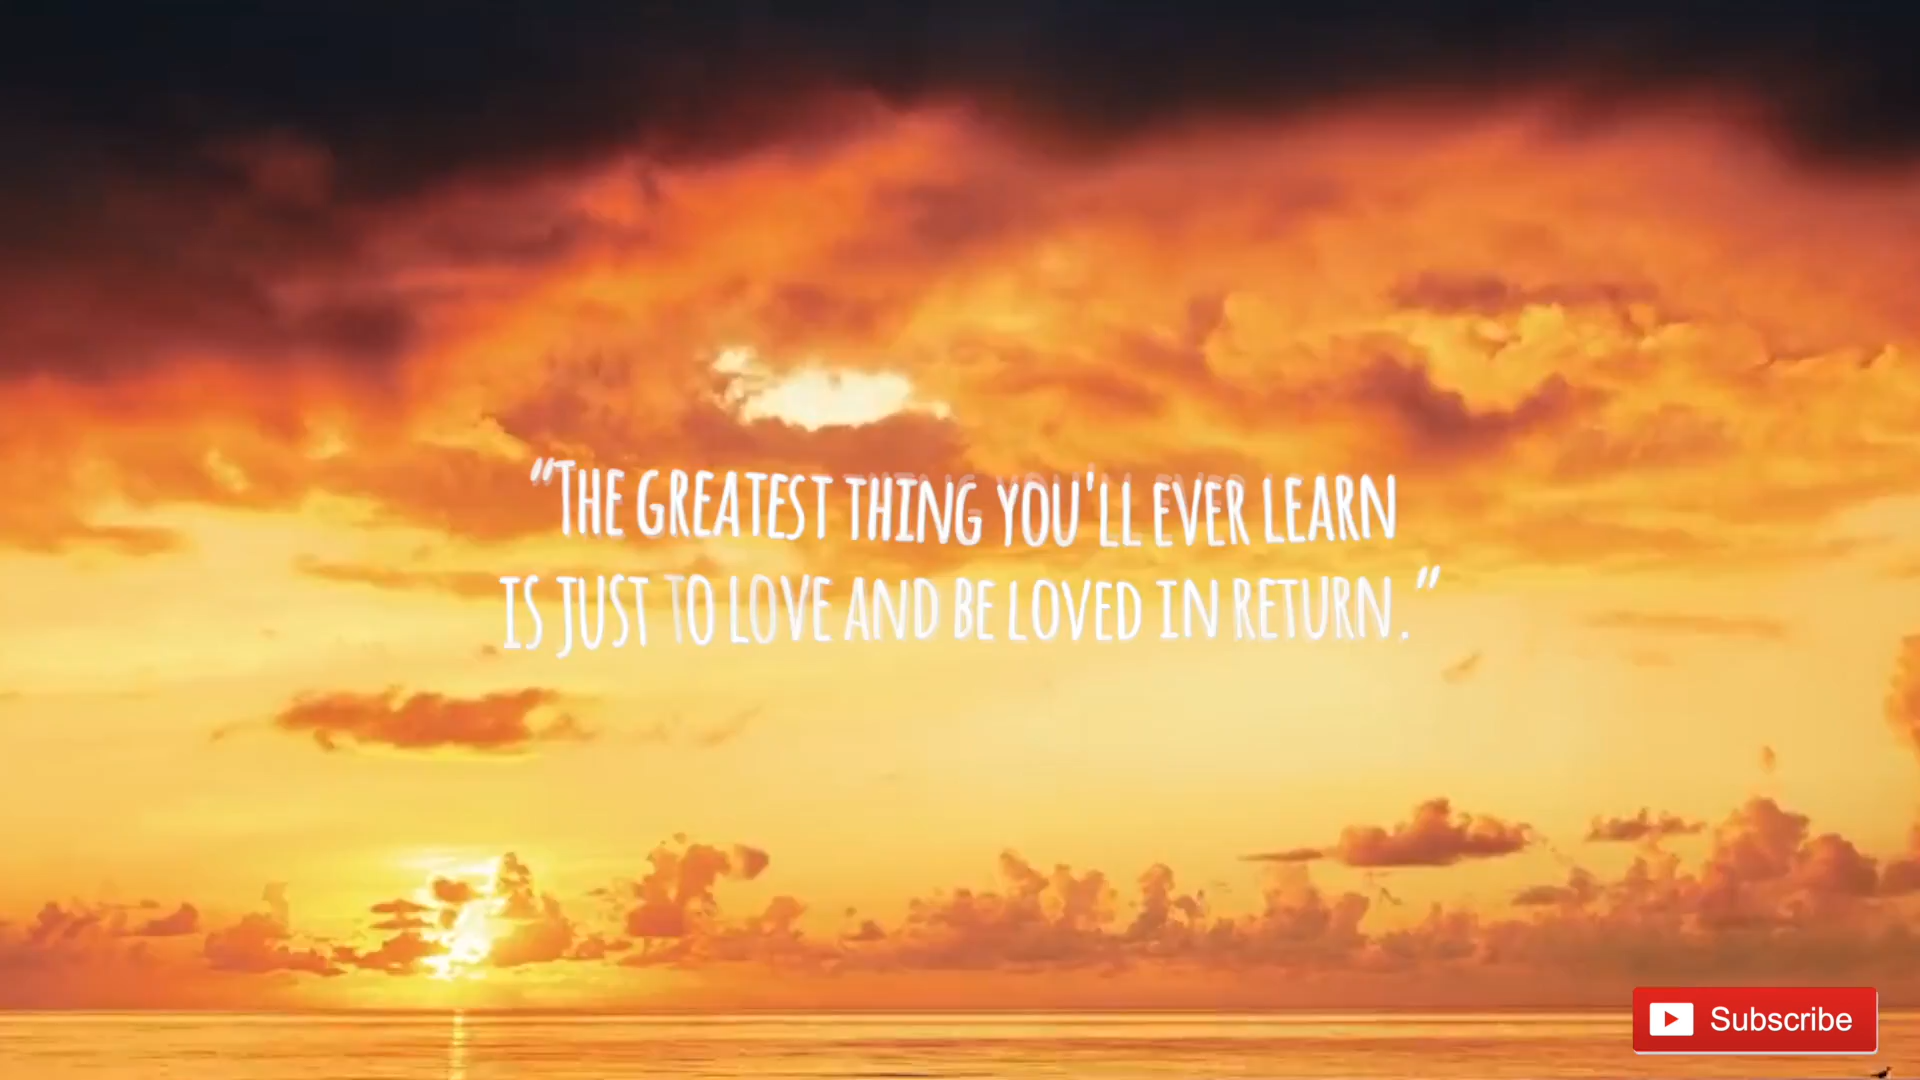 “The greatest thing you'll ever learn
is just to love and be loved in return.”
Subscribe